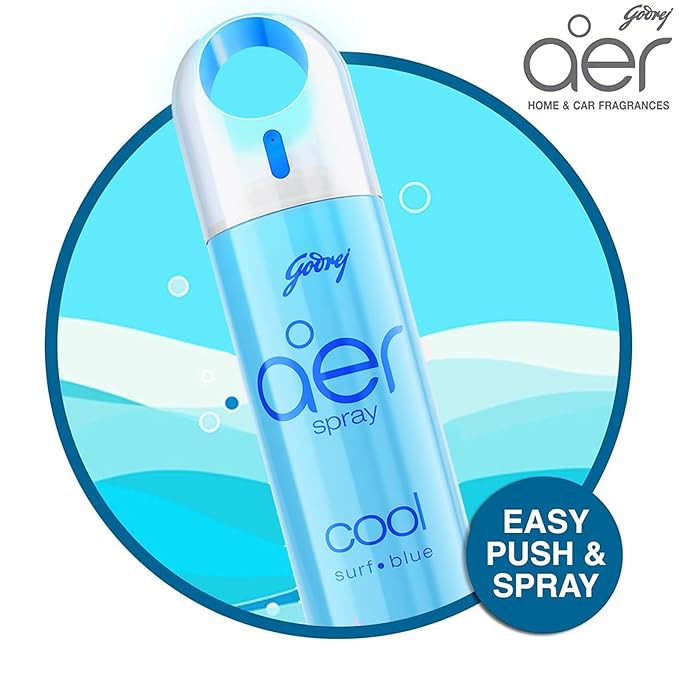 Godrej
aer
HOME & CAR FRAGRANCES
Godrej
aer
spray
cool
surf • blue
EASY
PUSH &
SPRAY